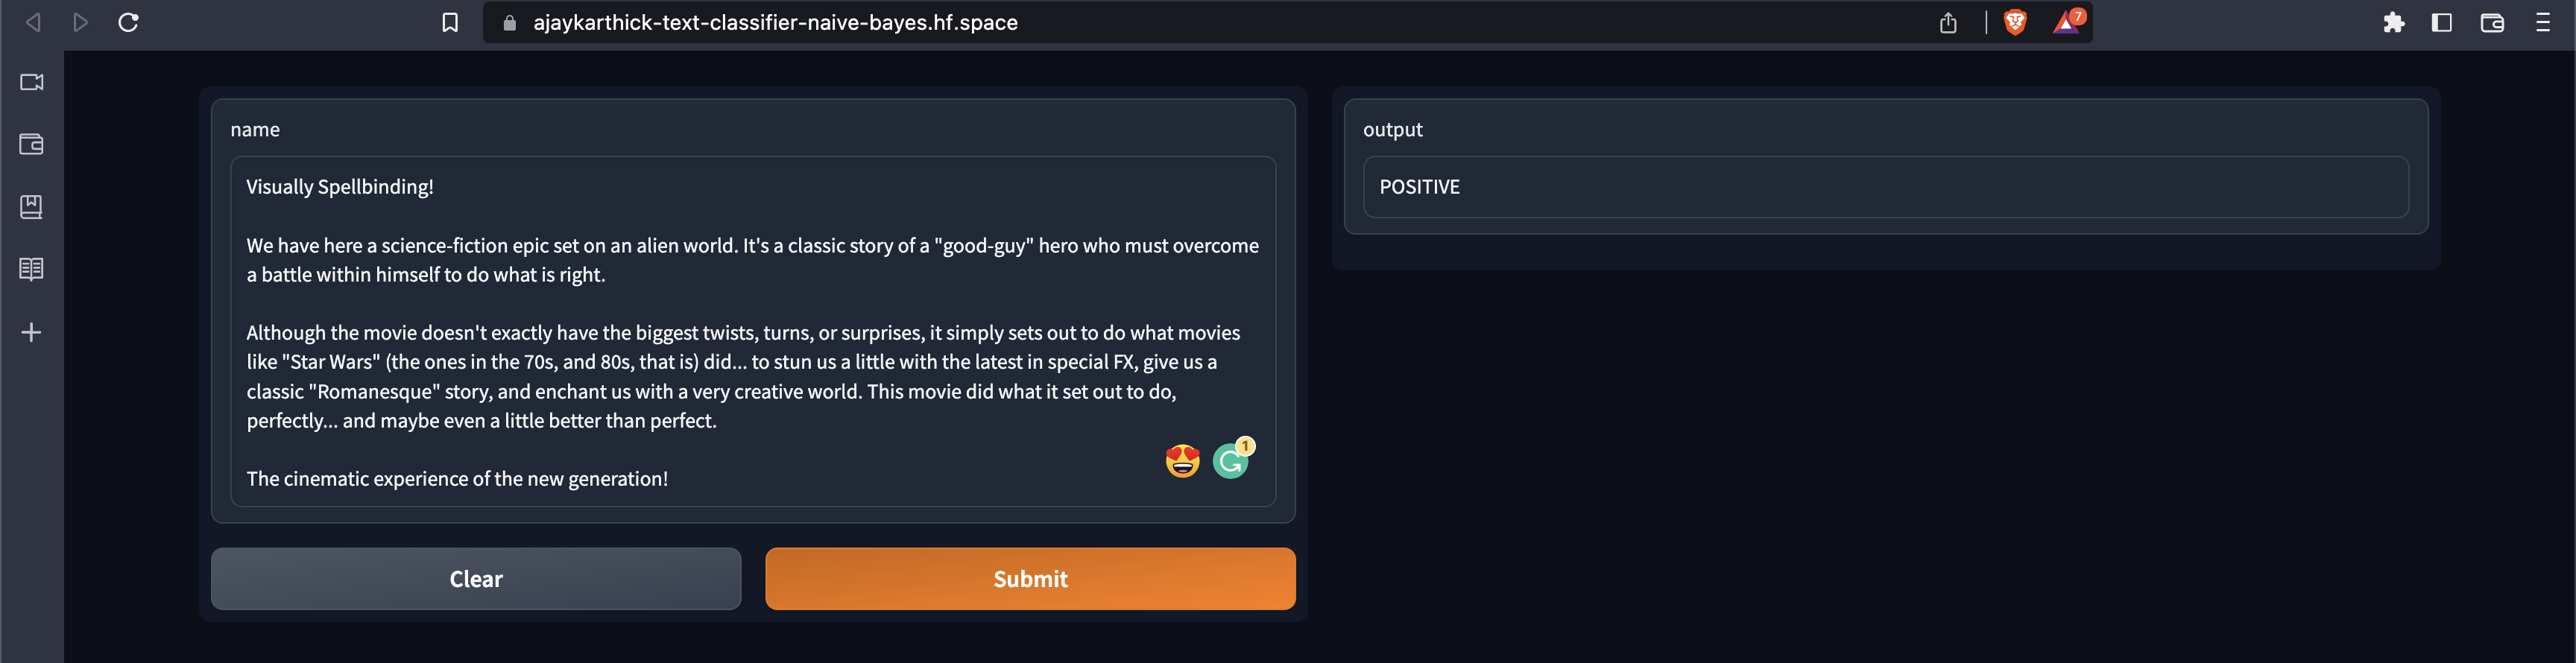 ajaykarthick-text-classifier-naive-bayes.hf.space
7
name
Visually Spellbinding!
We have here a science-fiction epic set on an alien world. It's a classic story of a "good-guy" hero who must overcome
a battle within himself to do what is right.
Although the movie doesn't exactly have the biggest twists, turns, or surprises, it simply sets out to do what movies
like "Star Wars" (the ones in the 70s, and 80s, that is) did... to stun us a little with the latest in special FX, give us a
classic "Romanesque" story, and enchant us with a very creative world. This movie did what it set out to do,
perfectly... and maybe even a little better than perfect.
1
The cinematic experience of the new generation!
Clear
Submit
output
POSITIVE